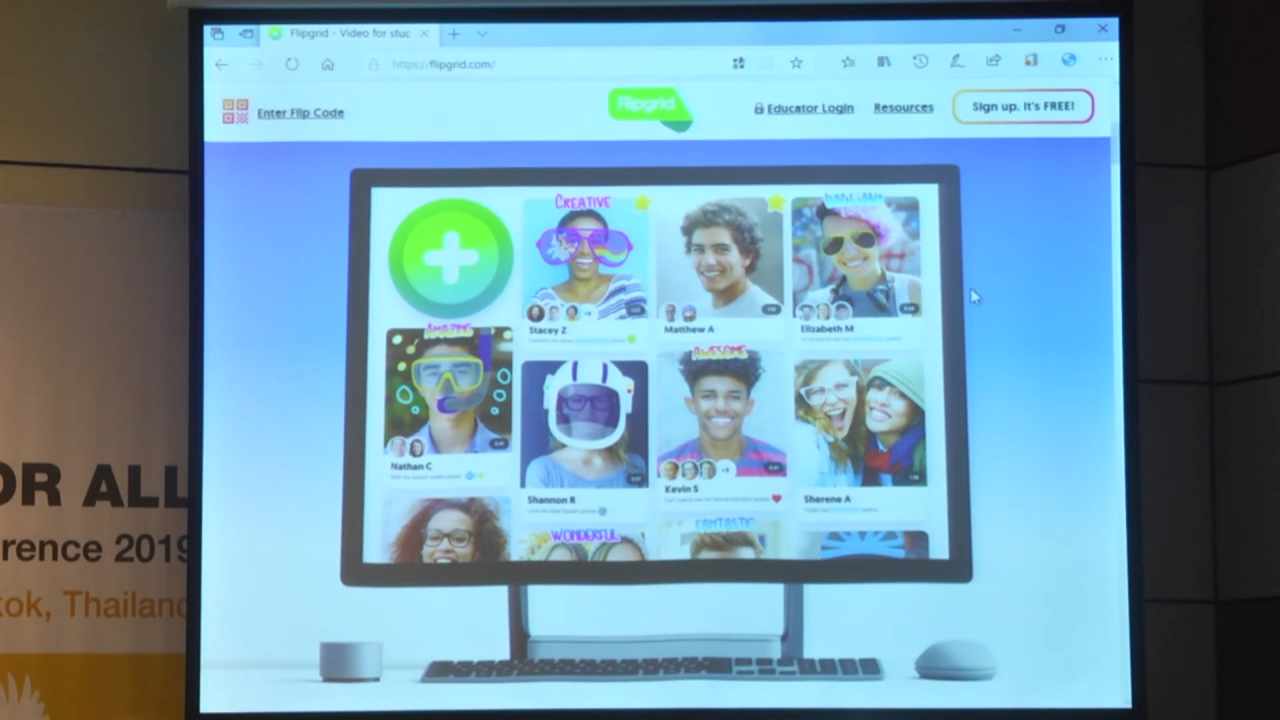 Flipgrid - Video for stuc
https://flipgrid.com/
Enter Flip Code
Flipgrid
Educator Login
Resources
Sign up. It's FREE!
CREATIVE
RADIANT
Stacey Z
Matthew A
Elizabeth M
AMAZING
AWESOME
Nathan C
Shannon R
Kevin S
Sherene A
WONDERFUL
FANTASTIC
OR ALL
rence 2019
kok, Thailand